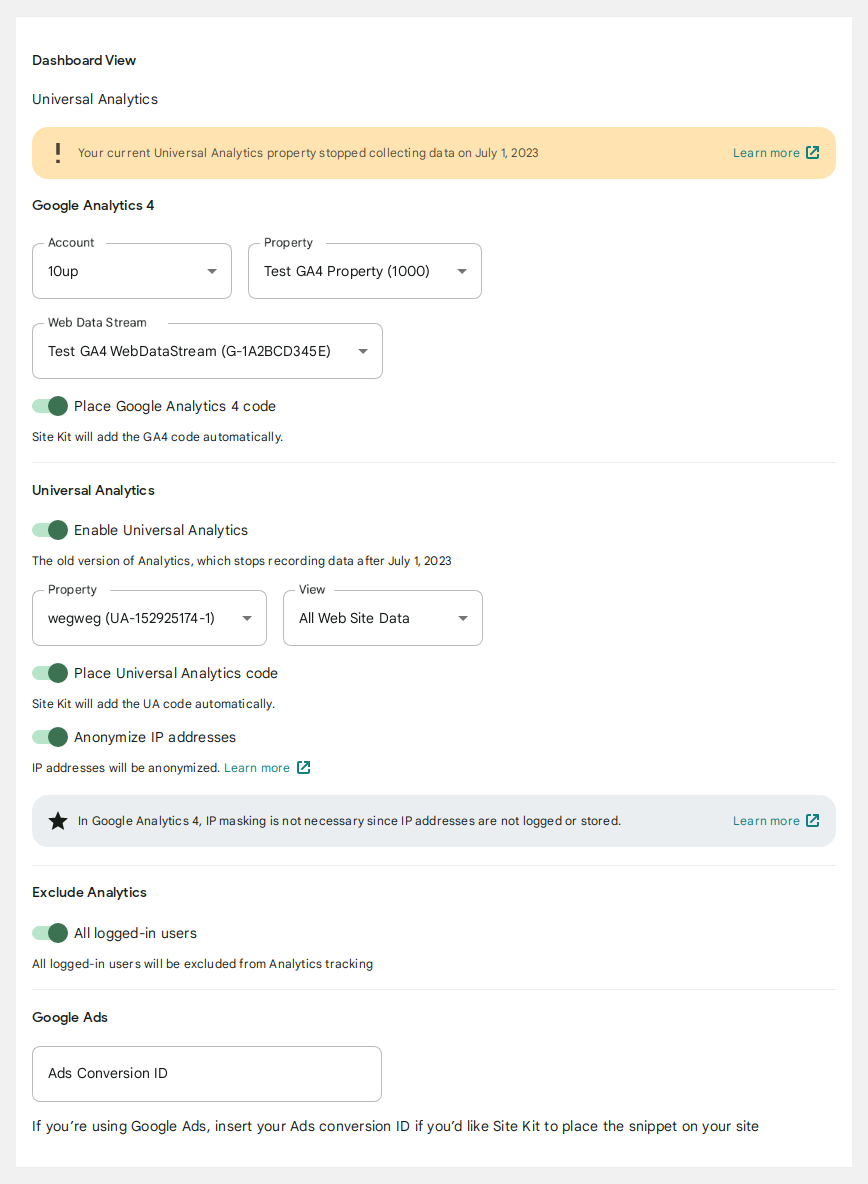 Dashboard View
Universal Analytics
Your current Universal Analytics property stopped collecting data on July 1, 2023
Learn more
Google Analytics 4
Account
Property
10up
Test GA4 Property (1000)
Web Data Stream
Test GA4 WebDataStream (G-1A2BCD345E)
Place Google Analytics 4 code
Site Kit will add the GA4 code automatically.
Universal Analytics
Enable Universal Analytics
The old version of Analytics, which stops recording data after July 1, 2023
Property
View
wegweg (UA-152925174-1)
All Web Site Data
Place Universal Analytics code
Site Kit will add the UA code automatically.
Anonymize IP addresses
IP addresses will be anonymized. Learn more
In Google Analytics 4, IP masking is not necessary since IP addresses are not logged or stored.
Learn more
Exclude Analytics
All logged-in users
All logged-in users will be excluded from Analytics tracking
Google Ads
Ads Conversion ID
If you’re using Google Ads, insert your Ads conversion ID if you’d like Site Kit to place the snippet on your site